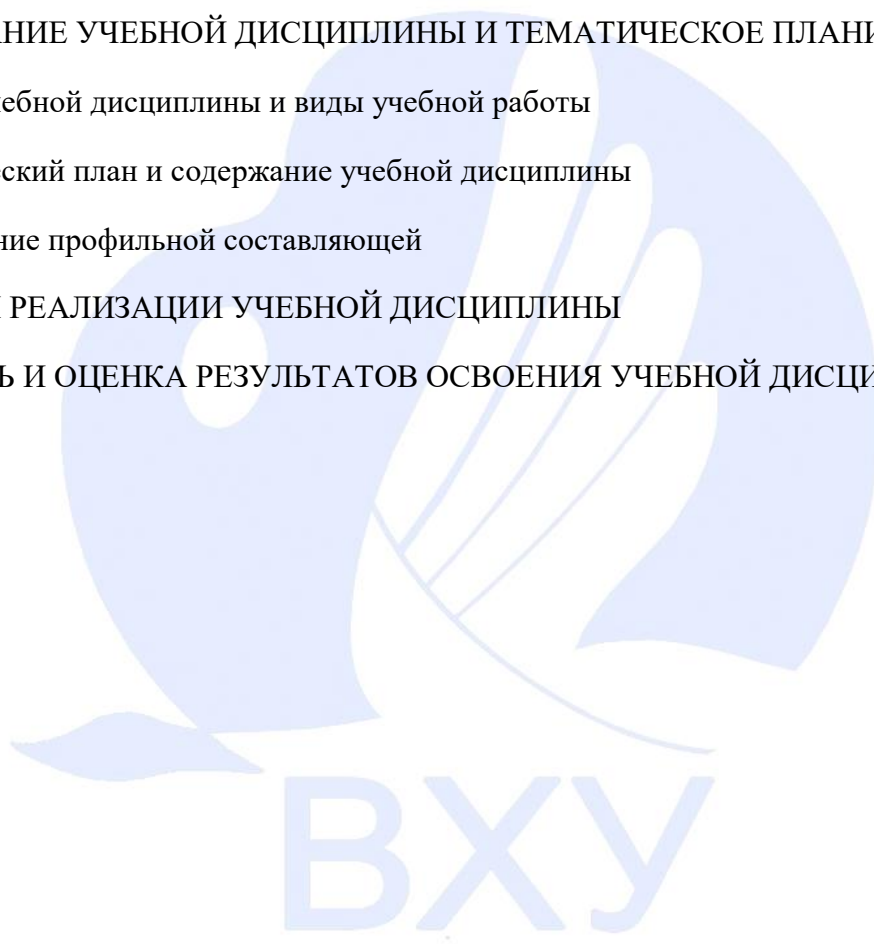 АНИЕ УЧЕБНОЙ ДИСЦИПЛИНЫ И ТЕМАТИЧЕСКОЕ ПЛАНИ
ебной дисциплины и виды учебной работы
еский план и содержание учебной дисциплины
ние профильной составляющей
РЕАЛИЗАЦИИ УЧЕБНОЙ ДИСЦИПЛИНЫ
Ь И ОЦЕНКА РЕЗУЛЬТАТОВ ОСВОЕНИЯ УЧЕБНОЙ ДИСЦИ
ВХУ